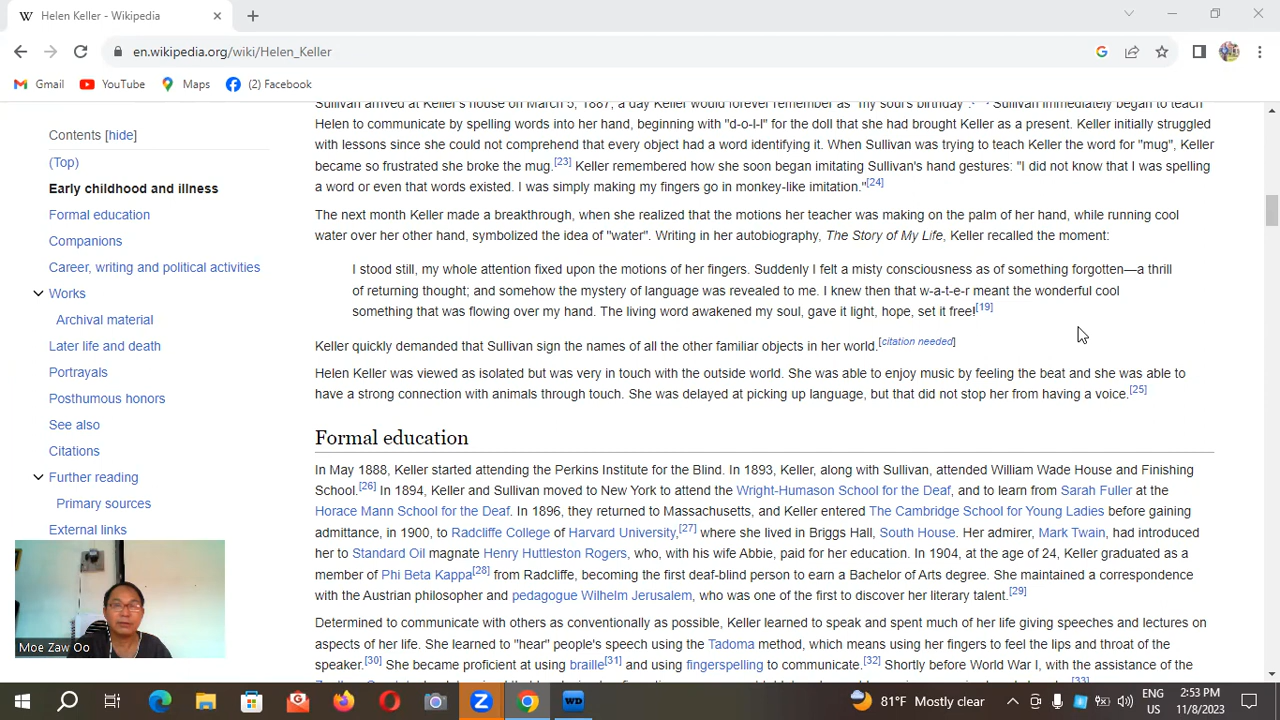 Helen Keller - Wikipedia
en.wikipedia.org/wiki/Helen_Keller
Gmail YouTube Maps (2) Facebook
Contents [hide]
(Top)
Early childhood and illness
Formal education
Companions
Career, writing and political activities
Works
Archival material
Later life and death
Portrayals
Posthumous honors
See also
Citations
Further reading
Primary sources
External links
Sullivan arrived at Keller's house on March 5, 1887, a day Keller would forever remember as "my soul's birthday". Sullivan immediately began to teach
Helen to communicate by spelling words into her hand, beginning with "d-o-l-l" for the doll that she had brought Keller as a present. Keller initially struggled
with lessons since she could not comprehend that every object had a word identifying it. When Sullivan was trying to teach Keller the word for "mug", Keller
became so frustrated she broke the mug.[23] Keller remembered how she soon began imitating Sullivan's hand gestures: "I did not know that I was spelling
a word or even that words existed. I was simply making my fingers go in monkey-like imitation."[24]
The next month Keller made a breakthrough, when she realized that the motions her teacher was making on the palm of her hand, while running cool
water over her other hand, symbolized the idea of "water". Writing in her autobiography, The Story of My Life, Keller recalled the moment:
I stood still, my whole attention fixed upon the motions of her fingers. Suddenly I felt a misty consciousness as of something forgotten—a thrill
of returning thought; and somehow the mystery of language was revealed to me. I knew then that w-a-t-e-r meant the wonderful cool
something that was flowing over my hand. The living word awakened my soul, gave it light, hope, set it free![19]
Keller quickly demanded that Sullivan sign the names of all the other familiar objects in her world.[citation needed]
Helen Keller was viewed as isolated but was very in touch with the outside world. She was able to enjoy music by feeling the beat and she was able to
have a strong connection with animals through touch. She was delayed at picking up language, but that did not stop her from having a voice.[25]
Formal education
In May 1888, Keller started attending the Perkins Institute for the Blind. In 1893, Keller, along with Sullivan, attended William Wade House and Finishing
School.[26] In 1894, Keller and Sullivan moved to New York to attend the Wright-Humason School for the Deaf, and to learn from Sarah Fuller at the
Horace Mann School for the Deaf. In 1896, they returned to Massachusetts, and Keller entered The Cambridge School for Young Ladies before gaining
admittance, in 1900, to Radcliffe College of Harvard University,[27] where she lived in Briggs Hall, South House. Her admirer, Mark Twain, had introduced
her to Standard Oil magnate Henry Huttleston Rogers, who, with his wife Abbie, paid for her education. In 1904, at the age of 24, Keller graduated as a
member of Phi Beta Kappa[28] from Radcliffe, becoming the first deaf-blind person to earn a Bachelor of Arts degree. She maintained a correspondence
with the Austrian philosopher and pedagogue Wilhelm Jerusalem, who was one of the first to discover her literary talent.[29]
Determined to communicate with others as conventionally as possible, Keller learned to speak and spent much of her life giving speeches and lectures on
aspects of her life. She learned to "hear" people's speech using the Tadoma method, which means using her fingers to feel the lips and throat of the
speaker.[30] She became proficient at using braille[31] and using fingerspelling to communicate.[32] Shortly before World War I, with the assistance of the
[33]
Moe Zaw Oo
81°F Mostly clear
ENG
US
2:53 PM
11/8/2023